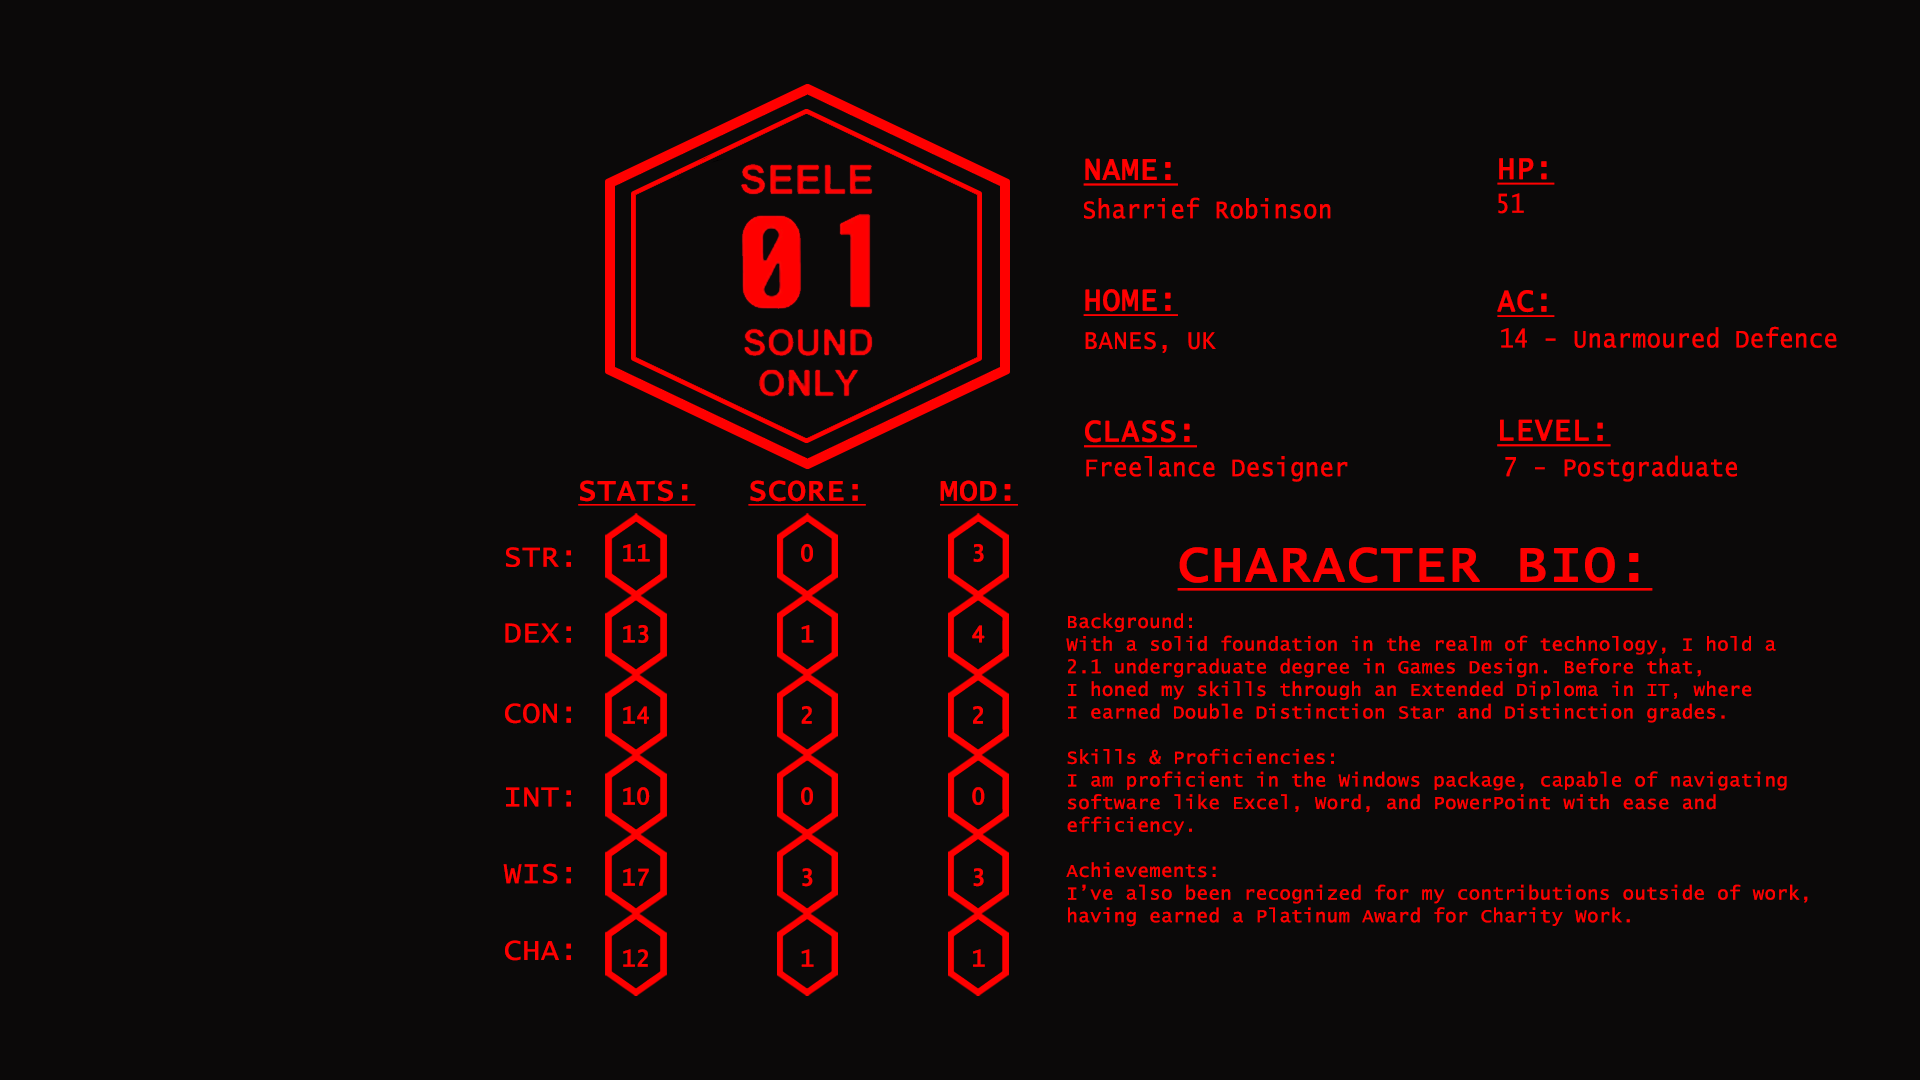 SEELE
01
SOUND
ONLY
NAME:
Sharrief Robinson
HP:
51
HOME:
BANES, UK
AC:
14 - Unarmoured Defence
CLASS:
Freelance Designer
LEVEL:
7 - Postgraduate
STATS: SCORE: MOD:
STR: 11 0 3
DEX: 13 1 4
CON: 14 2 2
INT: 10 0 0
WIS: 17 3 3
CHA: 12 1 1
CHARACTER BIO:
Background:
With a solid foundation in the realm of technology, I hold a
2.1 undergraduate degree in Games Design. Before that,
I honed my skills through an Extended Diploma in IT, where
I earned Double Distinction Star and Distinction grades.
Skills & Proficiencies:
I am proficient in the Windows package, capable of navigating
software like Excel, Word, and PowerPoint with ease and
efficiency.
Achievements:
I’ve also been recognized for my contributions outside of work,
having earned a Platinum Award for Charity Work.